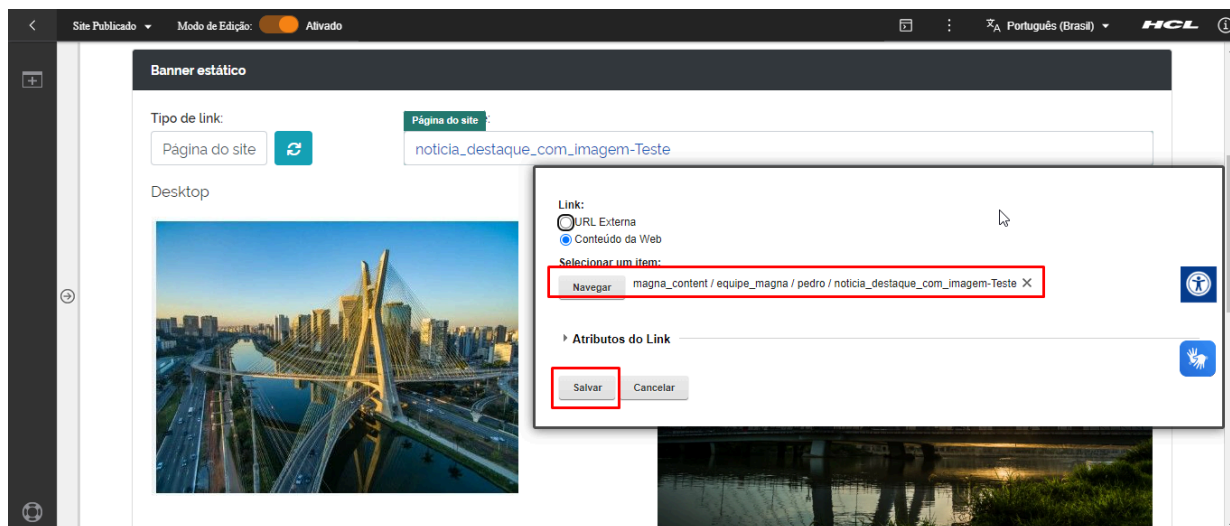 Site Publicado
Modo de Edição:
Ativado
Português (Brasil)
HCL
Banner estático
Tipo de link:
Página do site
Página do site
noticia_destaque_com_imagem-Teste
Desktop
Link:
URL Externa
Conteúdo da Web
Selecionar um item:
Navegar
magna_content / equipe_magna / pedro / noticia_destaque_com_imagem-Teste
Atributos do Link
Salvar
Cancelar